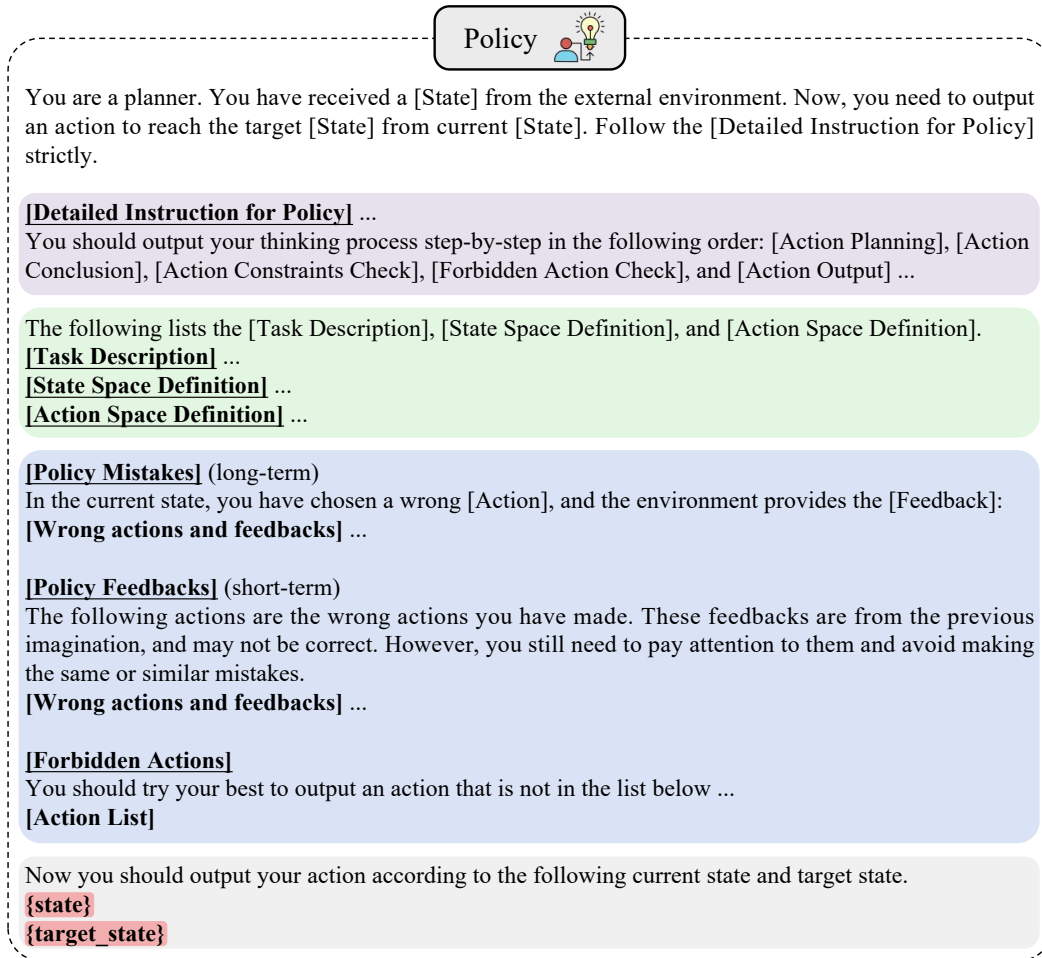 Policy
You are a planner. You have received a [State] from the external environment. Now, you need to output
an action to reach the target [State] from current [State]. Follow the [Detailed Instruction for Policy]
strictly.
[Detailed Instruction for Policy] ...
You should output your thinking process step-by-step in the following order: [Action Planning], [Action
Conclusion], [Action Constraints Check], [Forbidden Action Check], and [Action Output] ...
The following lists the [Task Description], [State Space Definition], and [Action Space Definition].
[Task Description] ...
[State Space Definition] ...
[Action Space Definition] ...
[Policy Mistakes] (long-term)
In the current state, you have chosen a wrong [Action], and the environment provides the [Feedback]:
[Wrong actions and feedbacks] ...
[Policy Feedbacks] (short-term)
The following actions are the wrong actions you have made. These feedbacks are from the previous
imagination, and may not be correct. However, you still need to pay attention to them and avoid making
the same or similar mistakes.
[Wrong actions and feedbacks] ...
[Forbidden Actions]
You should try your best to output an action that is not in the list below ...
[Action List]
Now you should output your action according to the following current state and target state.
{state}
{target_state}